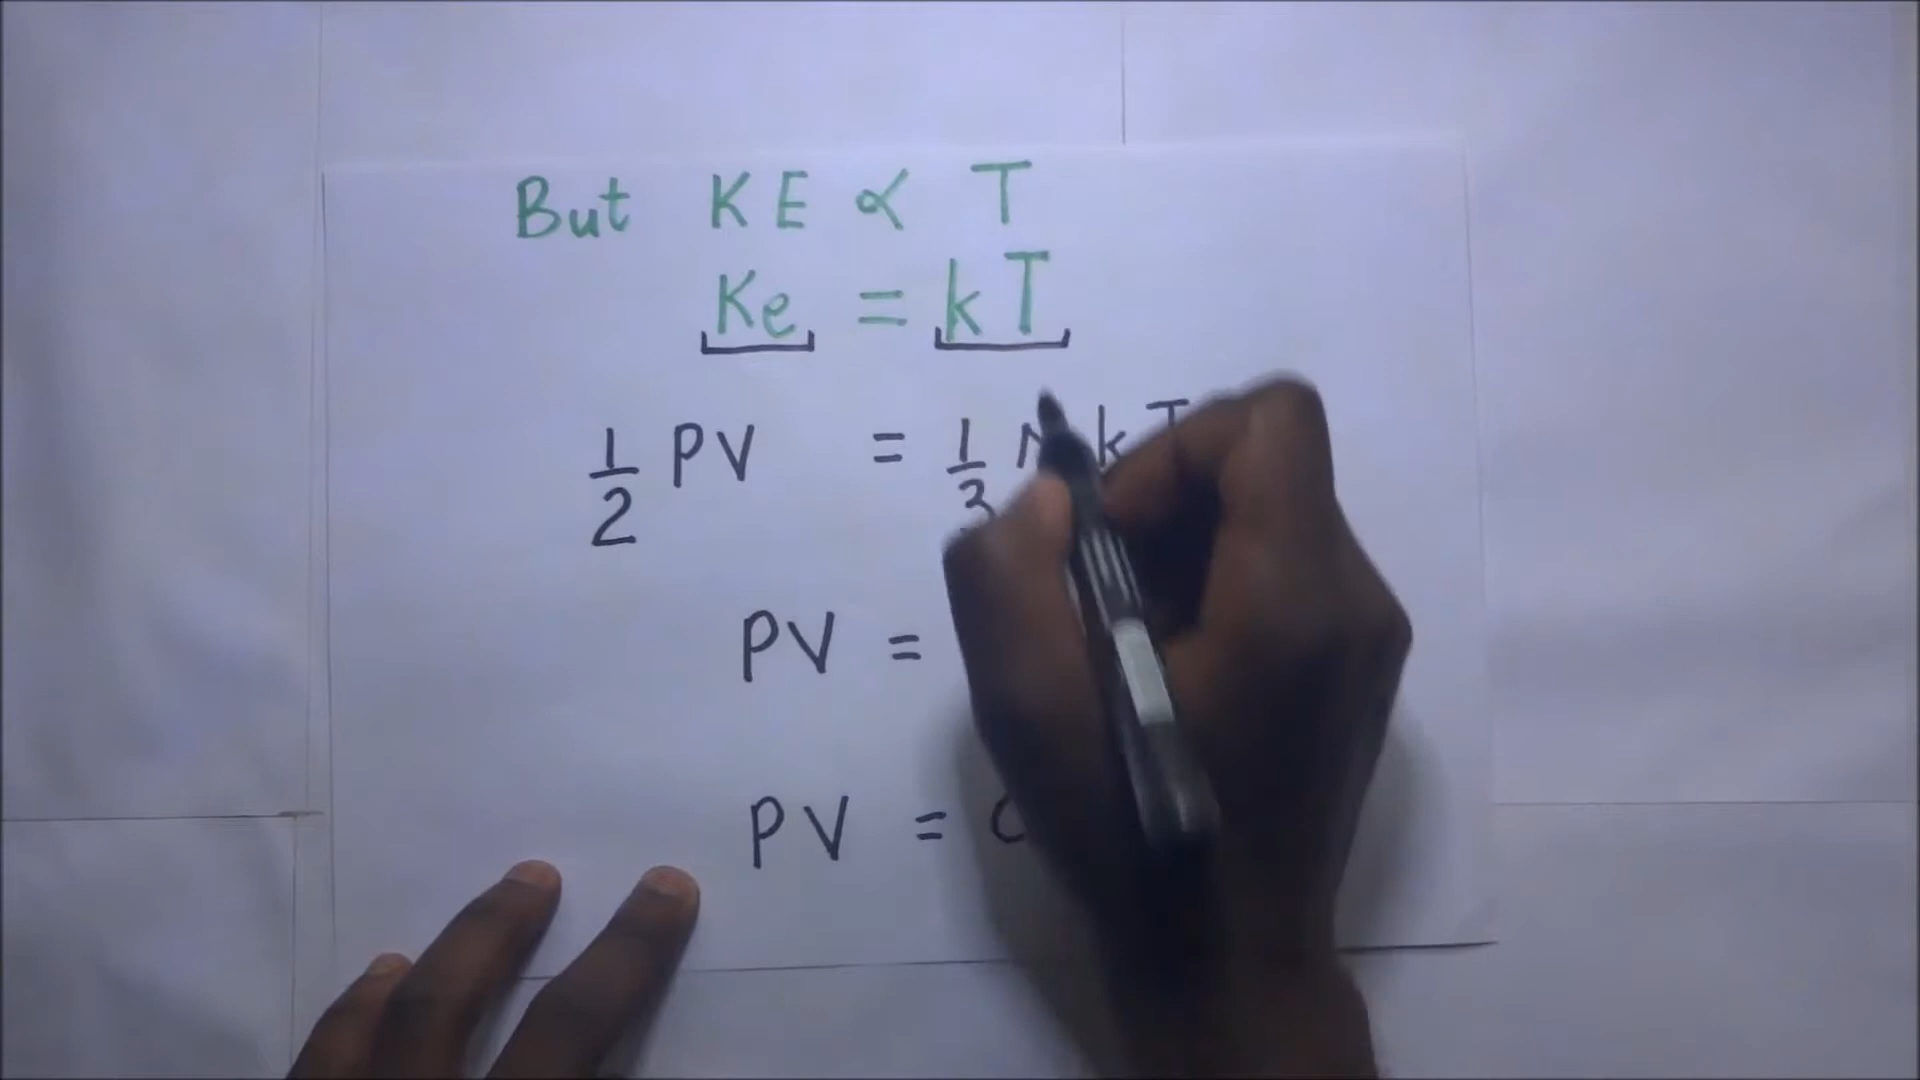 But KE ∝ T
Ke = kT
1/2 PV = 1/3 N k T
PV =
PV =